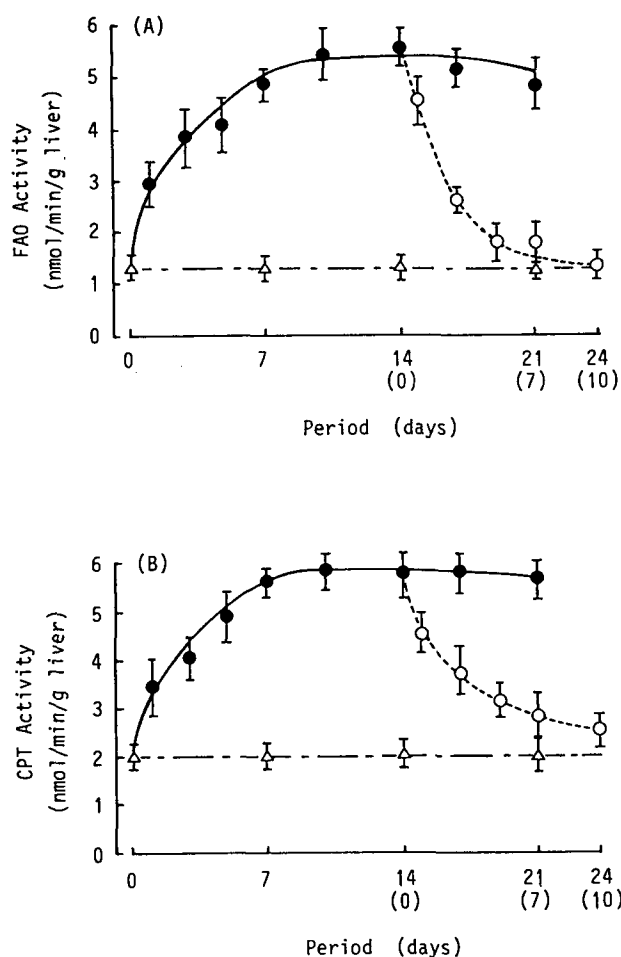 (A)
6
5
4
3
2
1
0
FAO Activity
(nmol/min/g liver)
0 7 14 21 24
(0) (7) (10)
Period (days)
(B)
6
5
4
3
2
1
0
CPT Activity
(nmol/min/g liver)
0 7 14 21 24
(0) (7) (10)
Period (days)